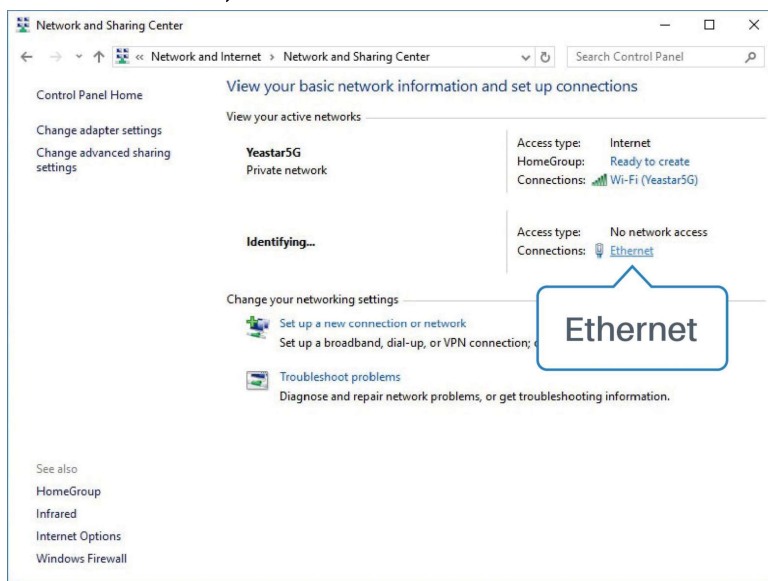 Network and Sharing Center
« Network and Internet > Network and Sharing Center
Search Control Panel
Control Panel Home
Change adapter settings
Change advanced sharing
settings
View your basic network information and set up connections
View your active networks
Yeastar5G
Private network
Access type: Internet
HomeGroup: Ready to create
Connections: Wi-Fi (Yeastar5G)
Identifying...
Access type: No network access
Connections: Ethernet
Ethernet
Change your networking settings
Set up a new connection or network
Set up a broadband, dial-up, or VPN connection;
Troubleshoot problems
Diagnose and repair network problems, or get troubleshooting information.
See also
HomeGroup
Infrared
Internet Options
Windows Firewall